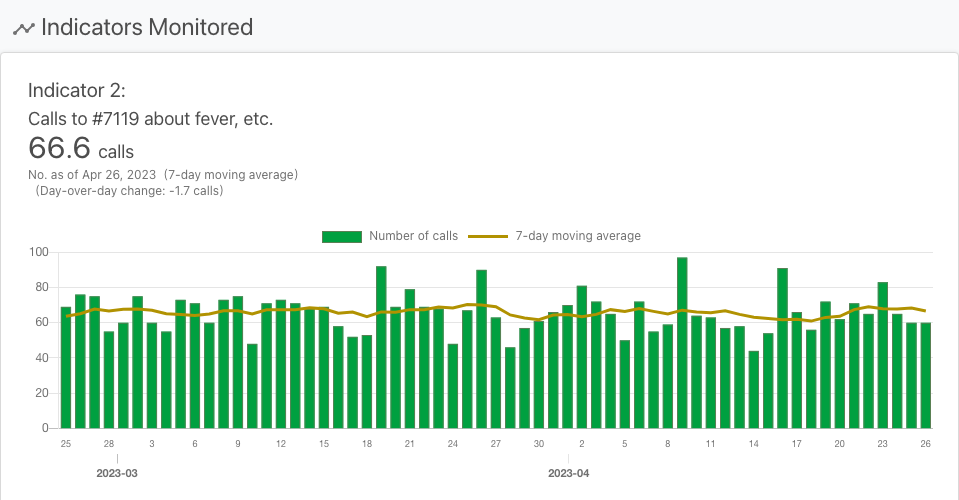 Indicators Monitored
Indicator 2:
Calls to #7119 about fever, etc.
66.6 calls
No. as of Apr 26, 2023 (7-day moving average)
(Day-over-day change: -1.7 calls)
Number of calls 7-day moving average
100
80
60
40
20
0
25 28 3 6 9 12 15 18 21 24 27 30 2 5 8 11 14 17 20 23 26
2023-03 2023-04